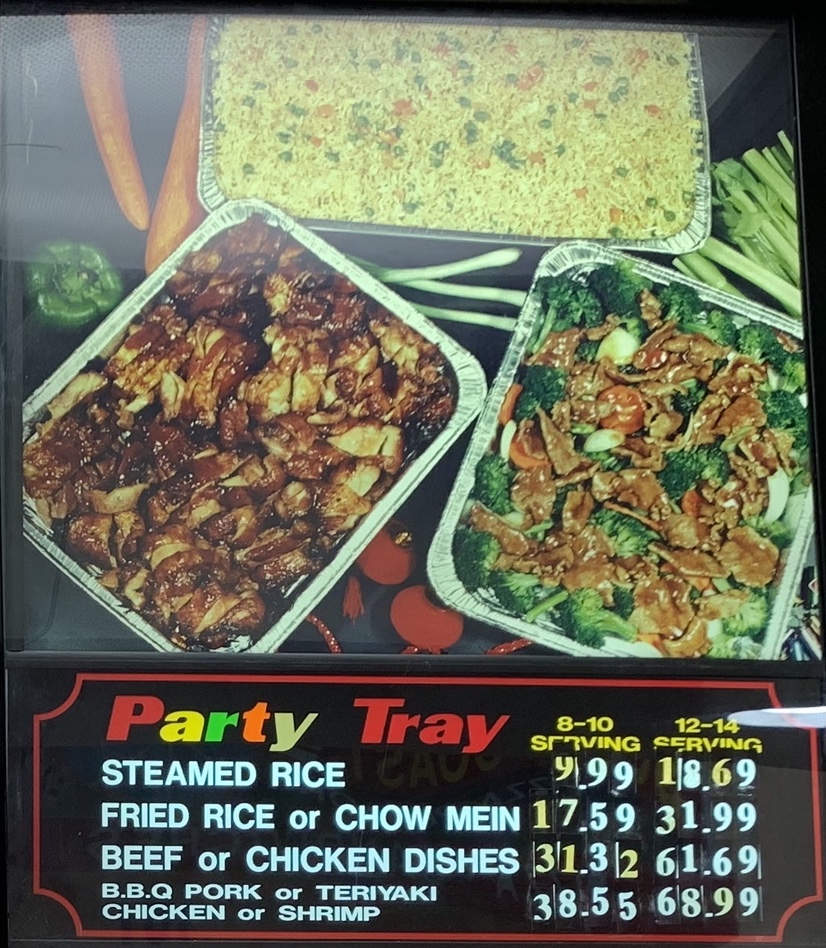 Party Tray 8-10 SERVING 12-14 SERVING
STEAMED RICE 9.99 18.69
FRIED RICE or CHOW MEIN 17.59 31.99
BEEF or CHICKEN DISHES 31.32 61.69
B.B.Q PORK or TERIYAKI
CHICKEN or SHRIMP 38.55 68.99